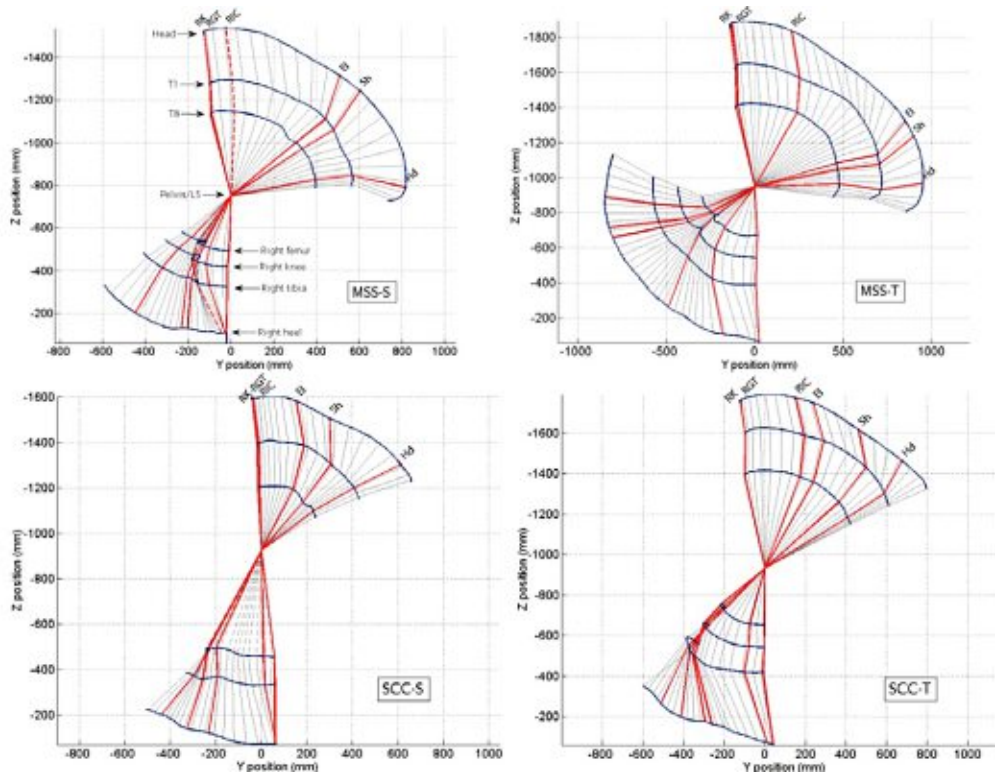 RK RGT RIC
Head
T1
T8
Pelvis/L5
El
Sh
Hd
Right femur
Right knee
Right tibia
Right heel
MSS-S
Z position (mm)
-1400
-1200
-1000
-800
-600
-400
-200
-800 -600 -400 -200 0 200 400 600 800 1000
Y position (mm)
RK RGT RIC
El
Sh
Hd
MSS-T
Z position (mm)
-1800
-1600
-1400
-1200
-1000
-800
-600
-400
-200
-1000 -500 0 500 1000
Y position (mm)
RK RGT RIC El Sh Hd
SCC-S
Z position (mm)
-1600
-1400
-1200
-1000
-800
-600
-400
-200
-800 -600 -400 -200 0 200 400 600 800 1000
Y position (mm)
RK RGT RIC El Sh Hd
SCC-T
Z position (mm)
-1600
-1400
-1200
-1000
-800
-600
-400
-200
-800 -600 -400 -200 0 200 400 600 800 1000
Y position (mm)